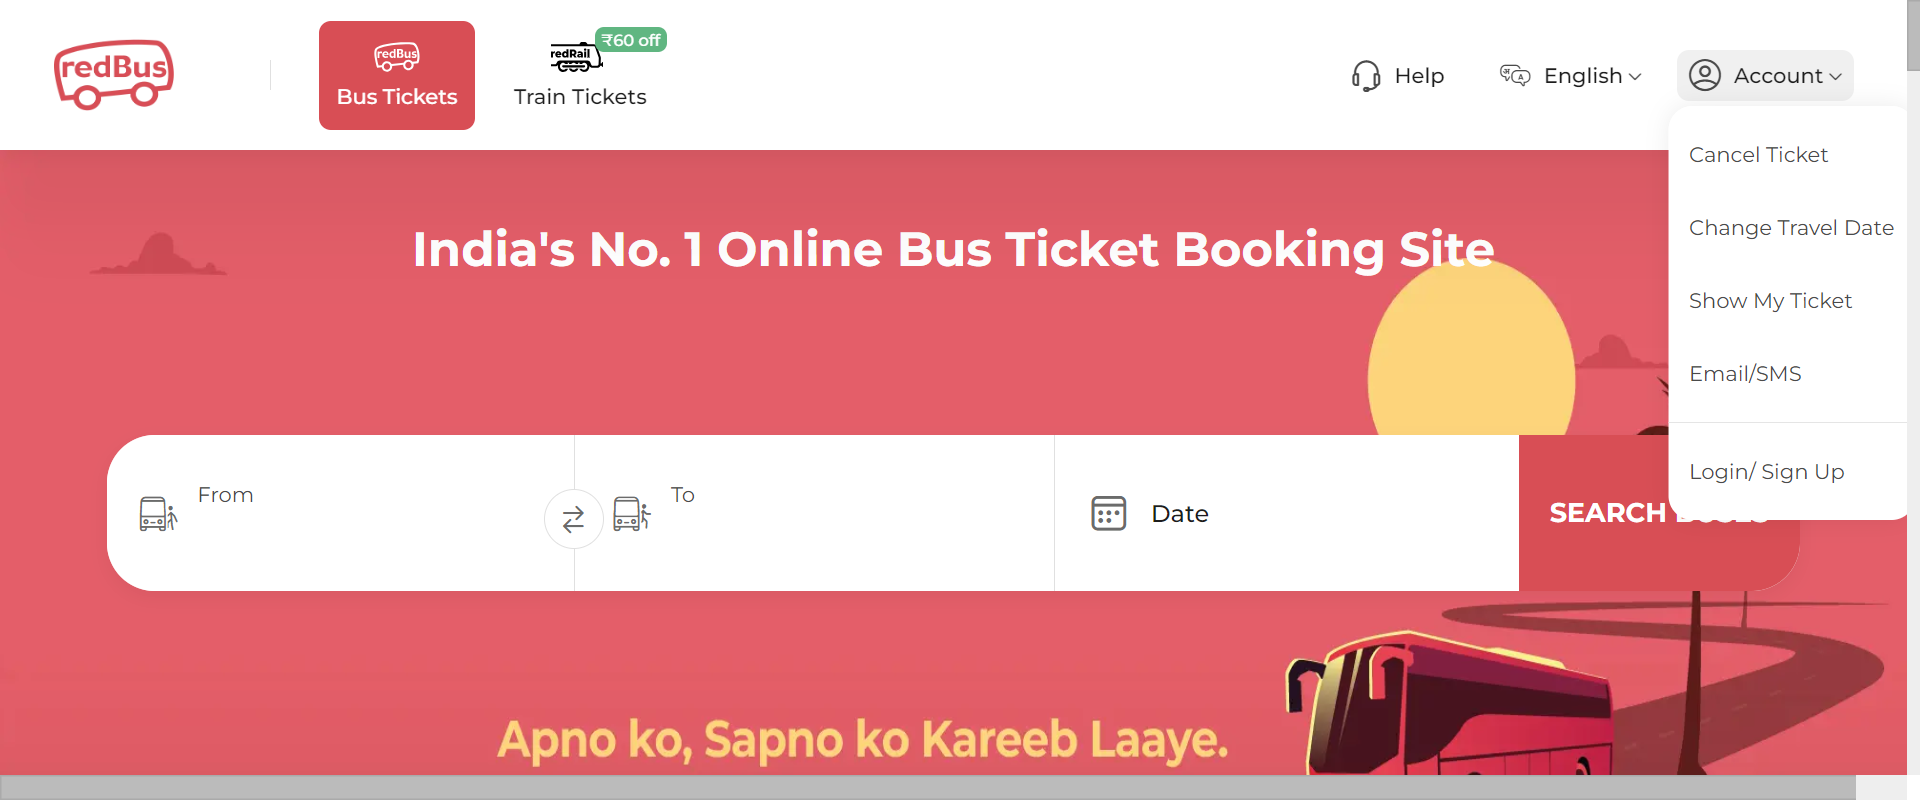 redBus
redBus
Bus Tickets
redRail
₹60 off
Train Tickets
Help
English
Account
Cancel Ticket
Change Travel Date
Show My Ticket
Email/SMS
Login/ Sign Up
India's No. 1 Online Bus Ticket Booking Site
From
To
Date
SEARCH
Apno ko, Sapno ko Kareeb Laaye.